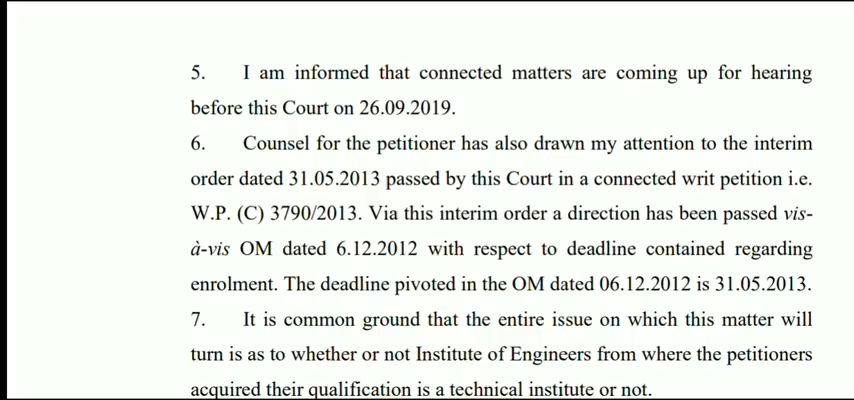 5. I am informed that connected matters are coming up for hearing
before this Court on 26.09.2019.
6. Counsel for the petitioner has also drawn my attention to the interim
order dated 31.05.2013 passed by this Court in a connected writ petition i.e.
W.P. (C) 3790/2013. Via this interim order a direction has been passed vis-
à-vis OM dated 6.12.2012 with respect to deadline contained regarding
enrolment. The deadline pivoted in the OM dated 06.12.2012 is 31.05.2013.
7. It is common ground that the entire issue on which this matter will
turn is as to whether or not Institute of Engineers from where the petitioners
acquired their qualification is a technical institute or not.